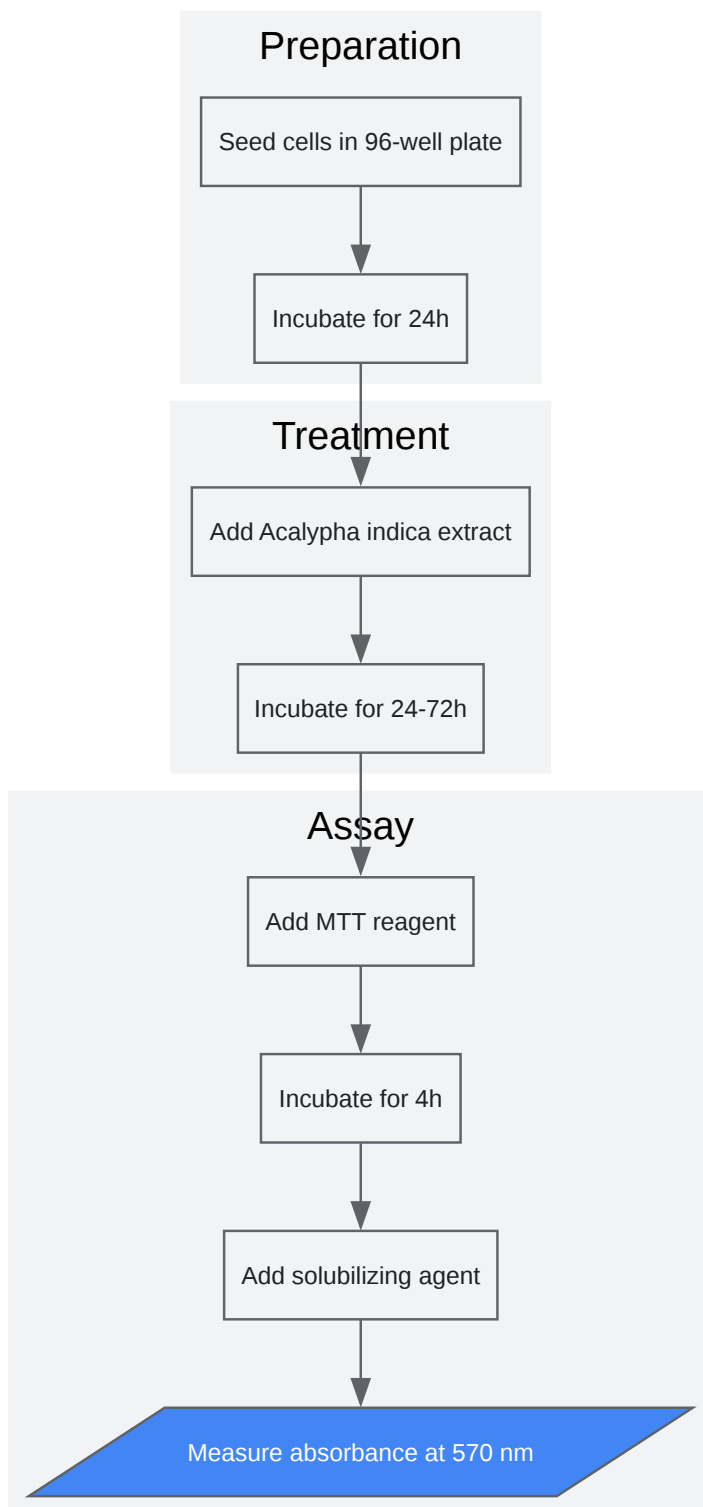 Preparation
Seed cells in 96-well plate
Incubate for 24h
Treatment
Add Acalypha indica extract
Incubate for 24-72h
Assay
Add MTT reagent
Incubate for 4h
Add solubilizing agent
Measure absorbance at 570 nm